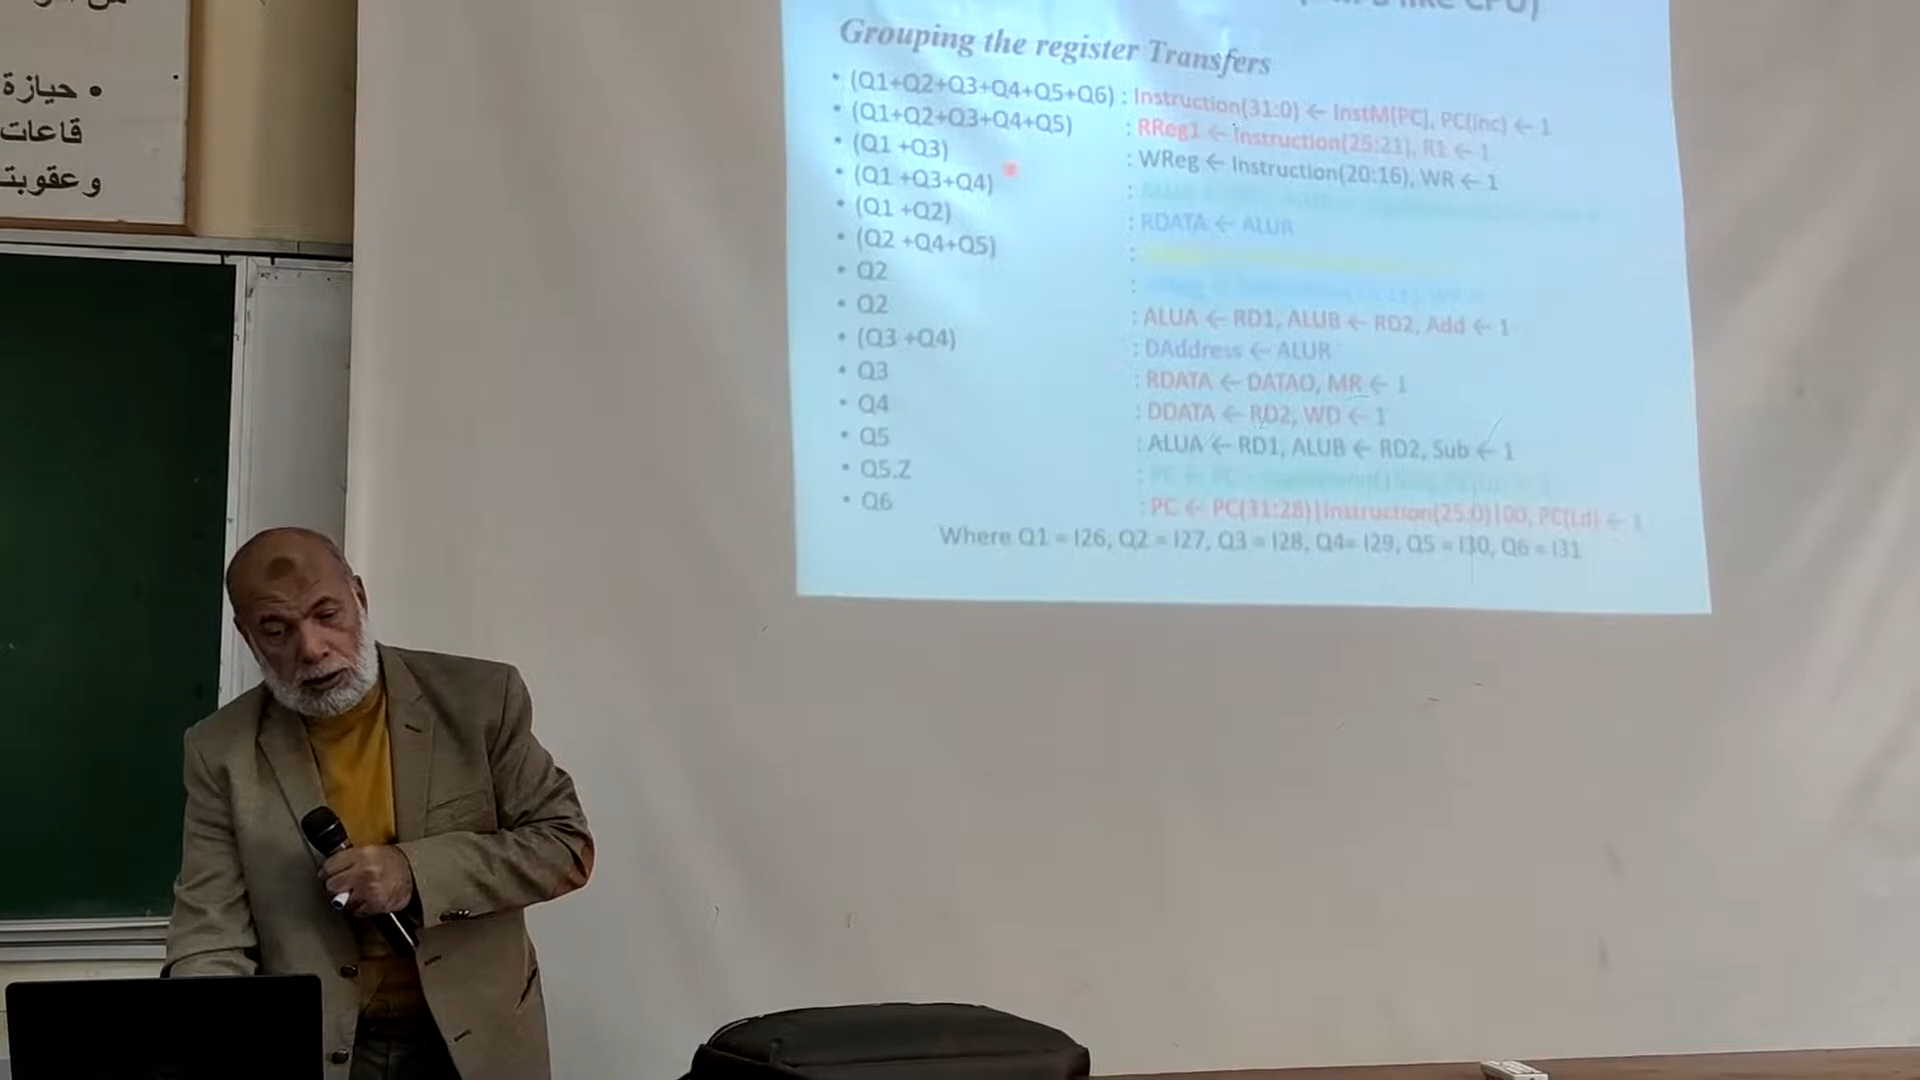 • حيازة
قاعات
وعقوبت
like CPU)
Grouping the register Transfers
• (Q1+Q2+Q3+Q4+Q5+Q6) : Instruction(31:0) ← InstM[PC], PC(inc) ← 1
• (Q1+Q2+Q3+Q4+Q5) : RReg1 ← Instruction(25:21), R1 ← 1
• (Q1 +Q3) : WReg ← Instruction(20:16), WR ← 1
• (Q1 +Q3+Q4) :
• (Q1 +Q2) : RDATA ← ALUR
• (Q2 +Q4+Q5) :
• Q2 :
• Q2 : ALUA ← RD1, ALUB ← RD2, Add ← 1
• (Q3 +Q4) : DAddress ← ALUR
• Q3 : RDATA ← DATAO, MR ← 1
• Q4 : DDATA ← RD2, WD ← 1
• Q5 : ALUA ← RD1, ALUB ← RD2, Sub ← 1
• Q5.Z : PC ← PC
• Q6 : PC ← PC(31:28)|Instruction(25:0)|00, PC(Ld) ← 1
Where Q1 = I26, Q2 = I27, Q3 = I28, Q4= I29, Q5 = I30, Q6 = I31